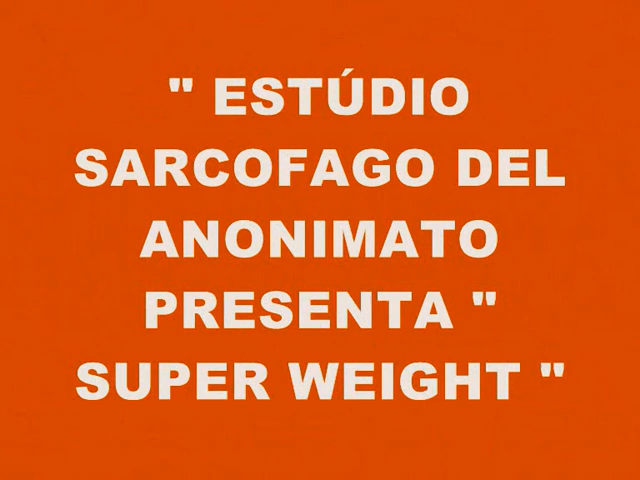 " ESTÚDIO
SARCOFAGO DEL
ANONIMATO
PRESENTA "
SUPER WEIGHT "